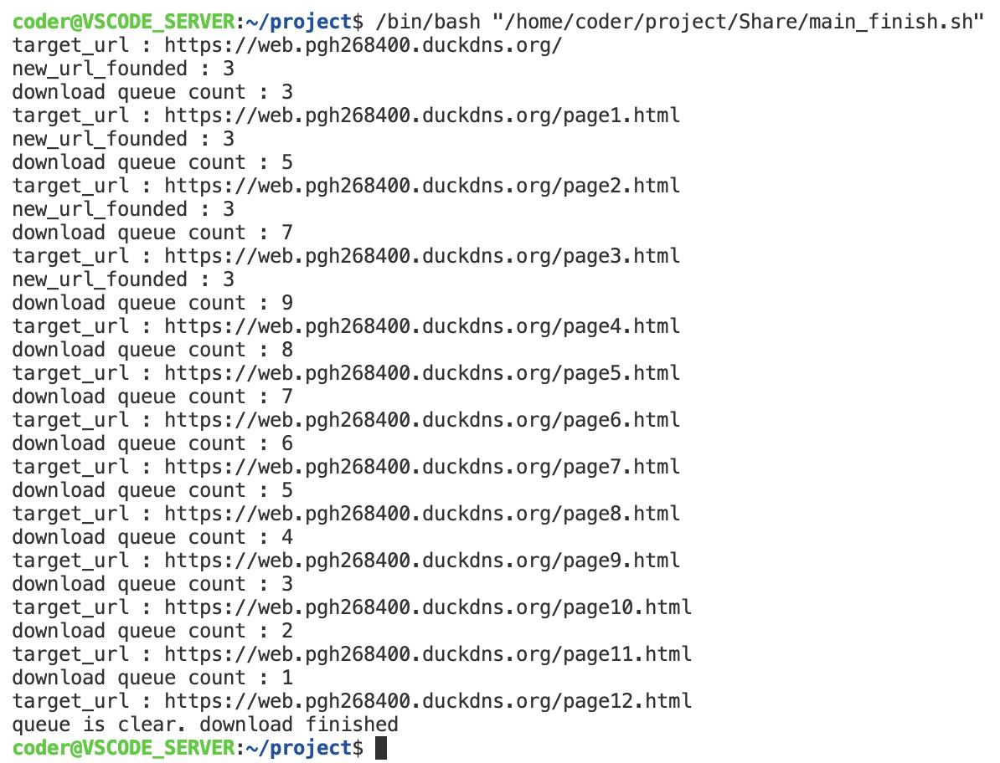 coder@VSCODE_SERVER:~/project$ /bin/bash "/home/coder/project/Share/main_finish.sh"
target_url : https://web.pgh268400.duckdns.org/
new_url_founded : 3
download queue count : 3
target_url : https://web.pgh268400.duckdns.org/page1.html
new_url_founded : 3
download queue count : 5
target_url : https://web.pgh268400.duckdns.org/page2.html
new_url_founded : 3
download queue count : 7
target_url : https://web.pgh268400.duckdns.org/page3.html
new_url_founded : 3
download queue count : 9
target_url : https://web.pgh268400.duckdns.org/page4.html
download queue count : 8
target_url : https://web.pgh268400.duckdns.org/page5.html
download queue count : 7
target_url : https://web.pgh268400.duckdns.org/page6.html
download queue count : 6
target_url : https://web.pgh268400.duckdns.org/page7.html
download queue count : 5
target_url : https://web.pgh268400.duckdns.org/page8.html
download queue count : 4
target_url : https://web.pgh268400.duckdns.org/page9.html
download queue count : 3
target_url : https://web.pgh268400.duckdns.org/page10.html
download queue count : 2
target_url : https://web.pgh268400.duckdns.org/page11.html
download queue count : 1
target_url : https://web.pgh268400.duckdns.org/page12.html
queue is clear. download finished
coder@VSCODE_SERVER:~/project$